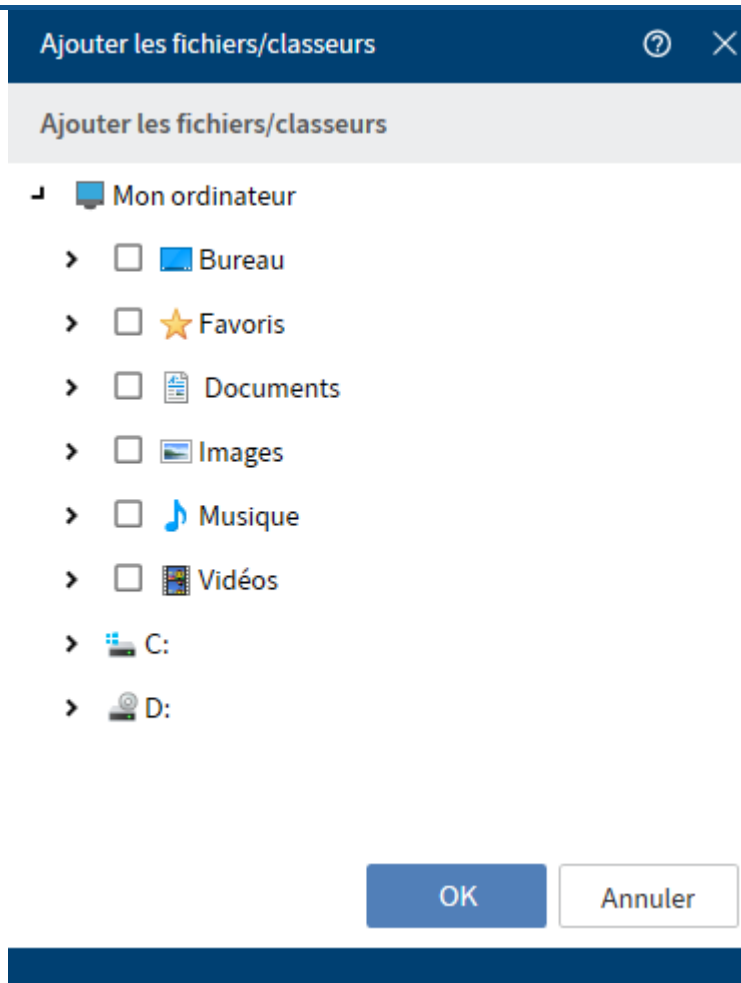 Ajouter les fichiers/classeurs
Ajouter les fichiers/classeurs
Mon ordinateur
Bureau
Favoris
Documents
Images
Musique
Vidéos
C:
D:
OK Annuler